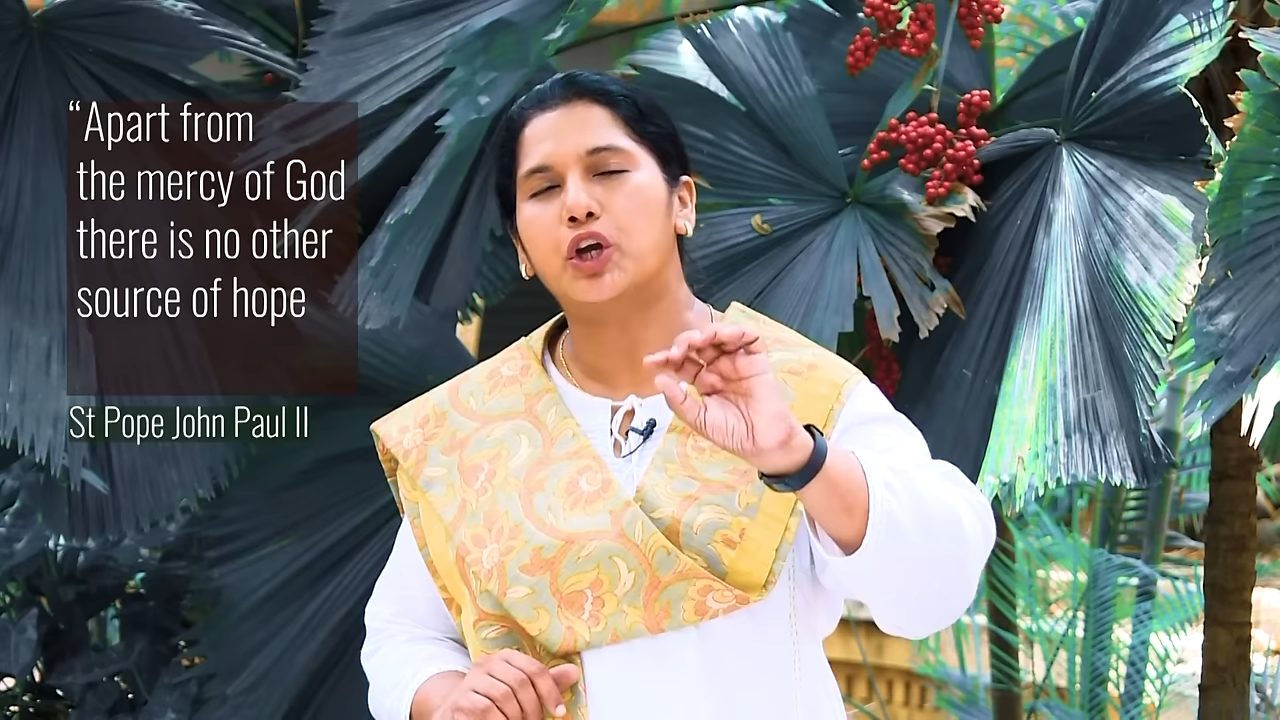 “Apart from
the mercy of God
there is no other
source of hope
St Pope John Paul II